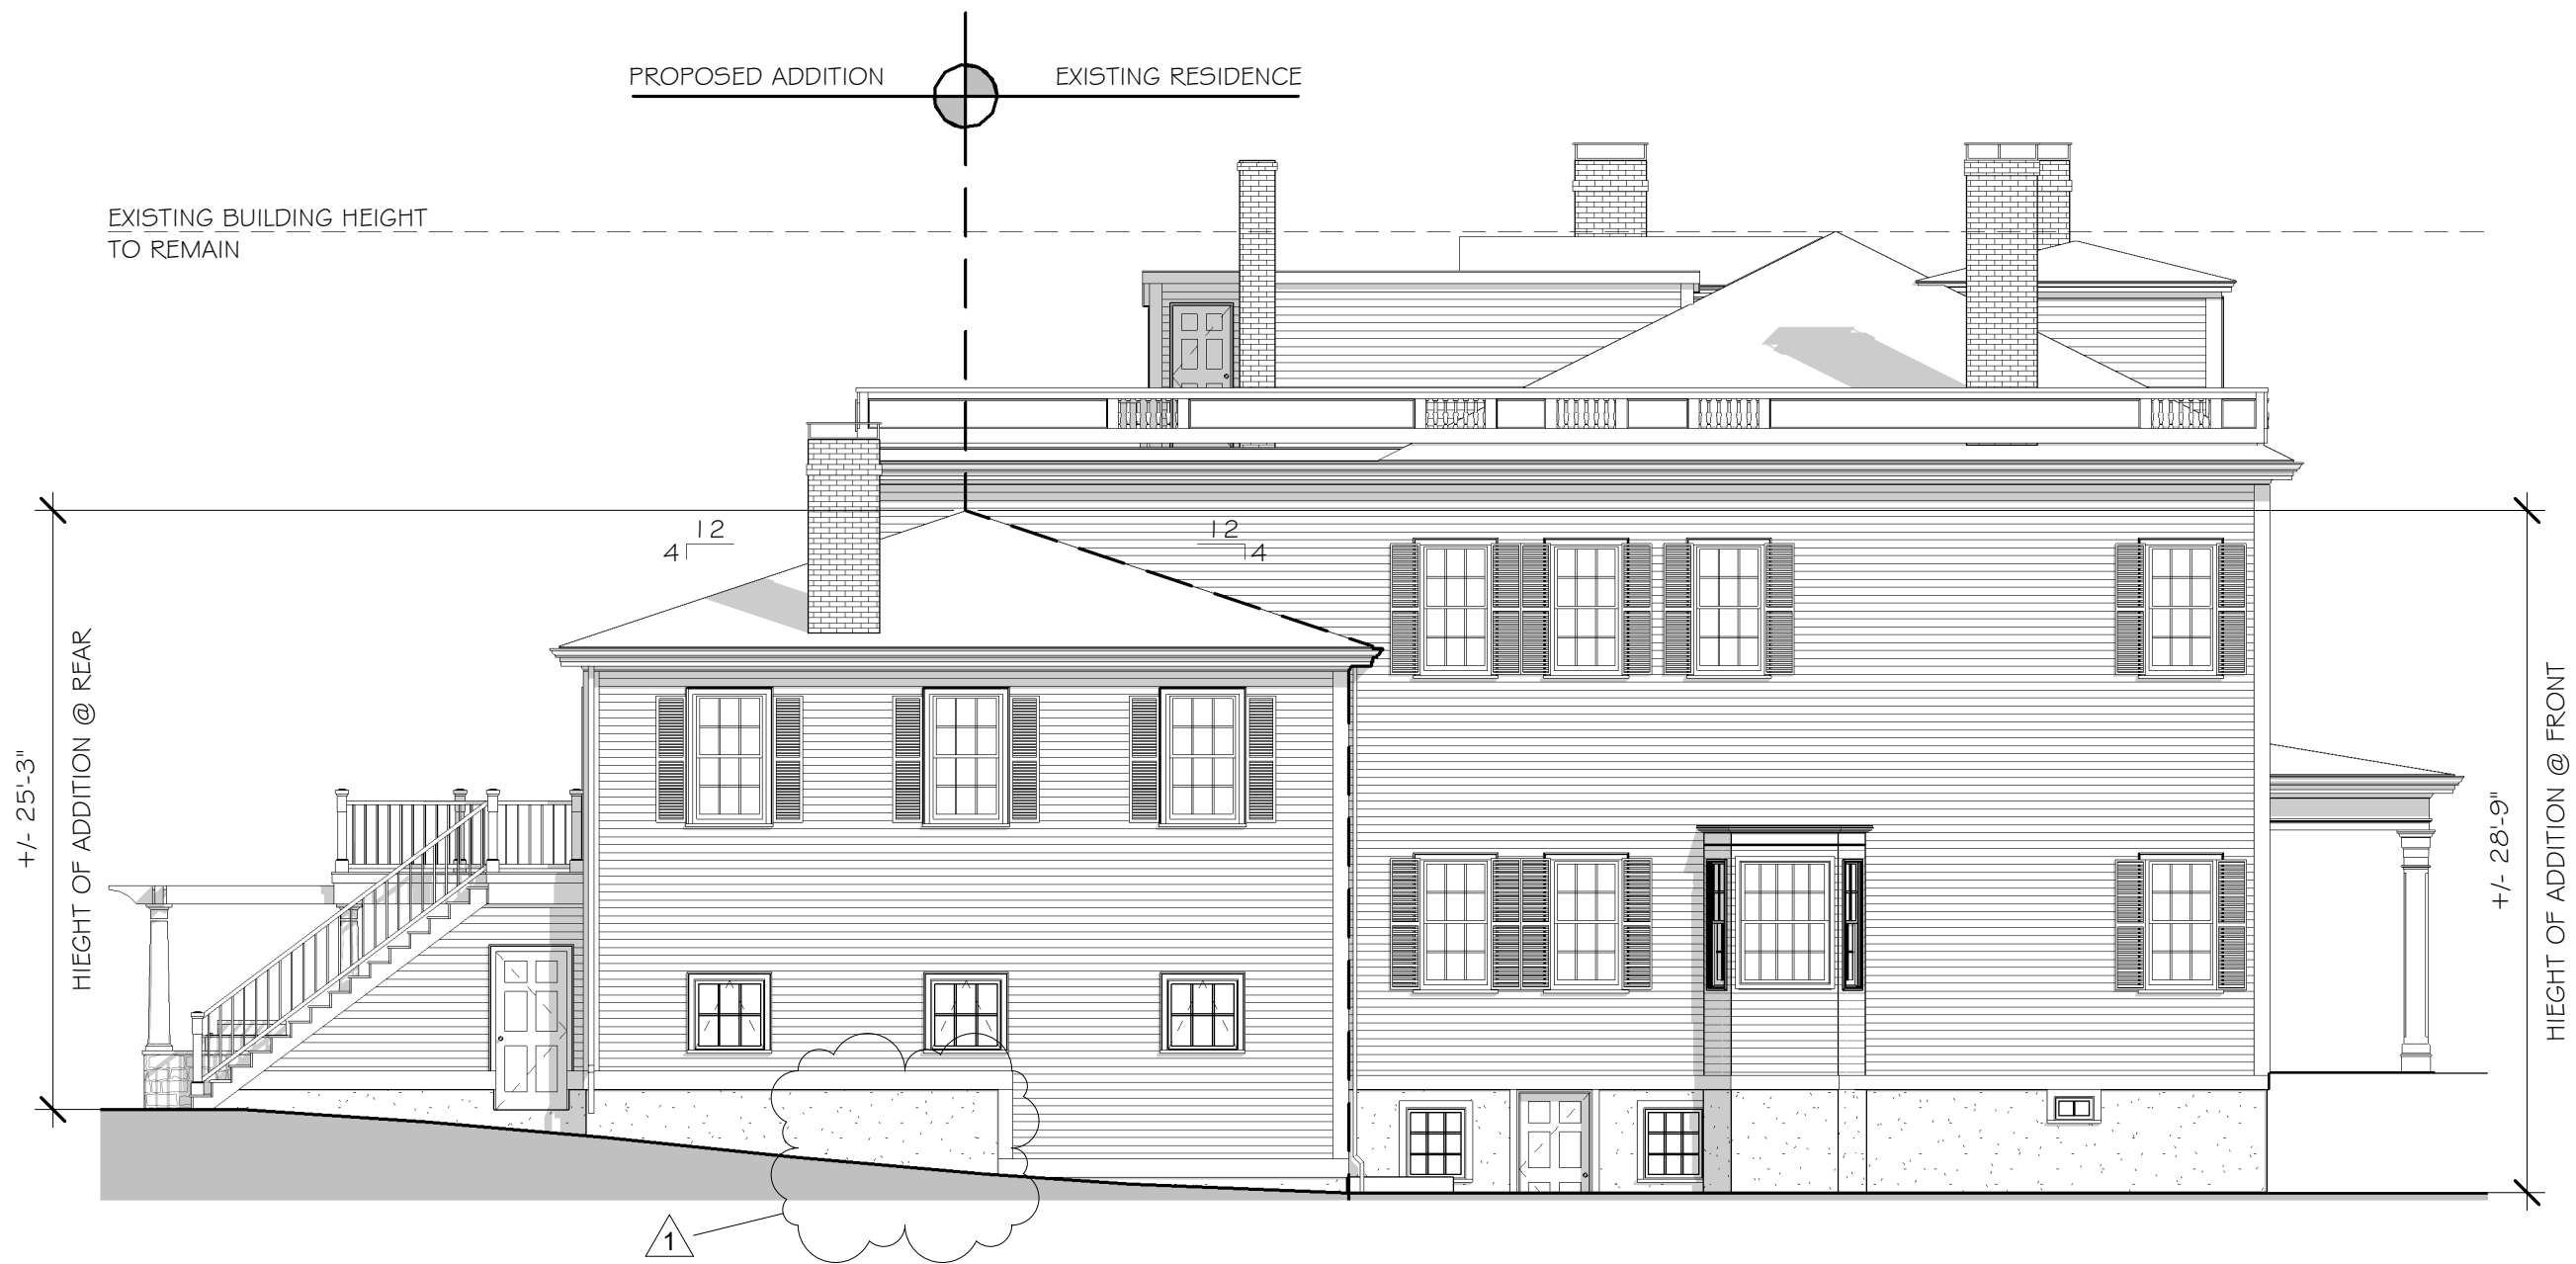 PROPOSED ADDITION
EXISTING RESIDENCE
EXISTING BUILDING HEIGHT
TO REMAIN
12
4
12
4
+/- 25'-3"
HIEGHT OF ADDITION @ REAR
+/- 28'-9"
HIEGHT OF ADDITION @ FRONT
1